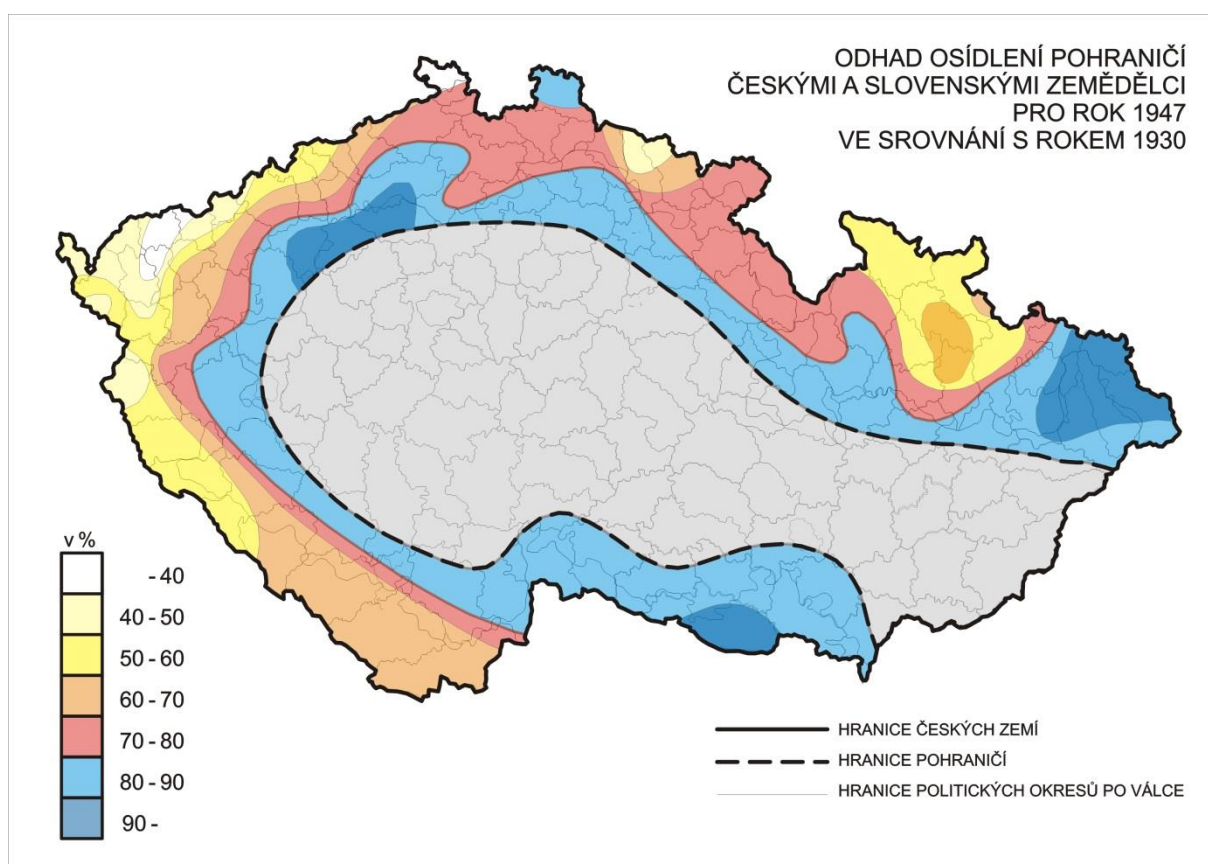 ODHAD OSÍDLENÍ POHRANIČÍ
ČESKÝMI A SLOVENSKÝMI ZEMĚDĚLCI
PRO ROK 1947
VE SROVNÁNÍ S ROKEM 1930
v %
- 40
40 - 50
50 - 60
60 - 70
70 - 80
80 - 90
90 -
HRANICE ČESKÝCH ZEMÍ
HRANICE POHRANIČÍ
HRANICE POLITICKÝCH OKRESŮ PO VÁLCE